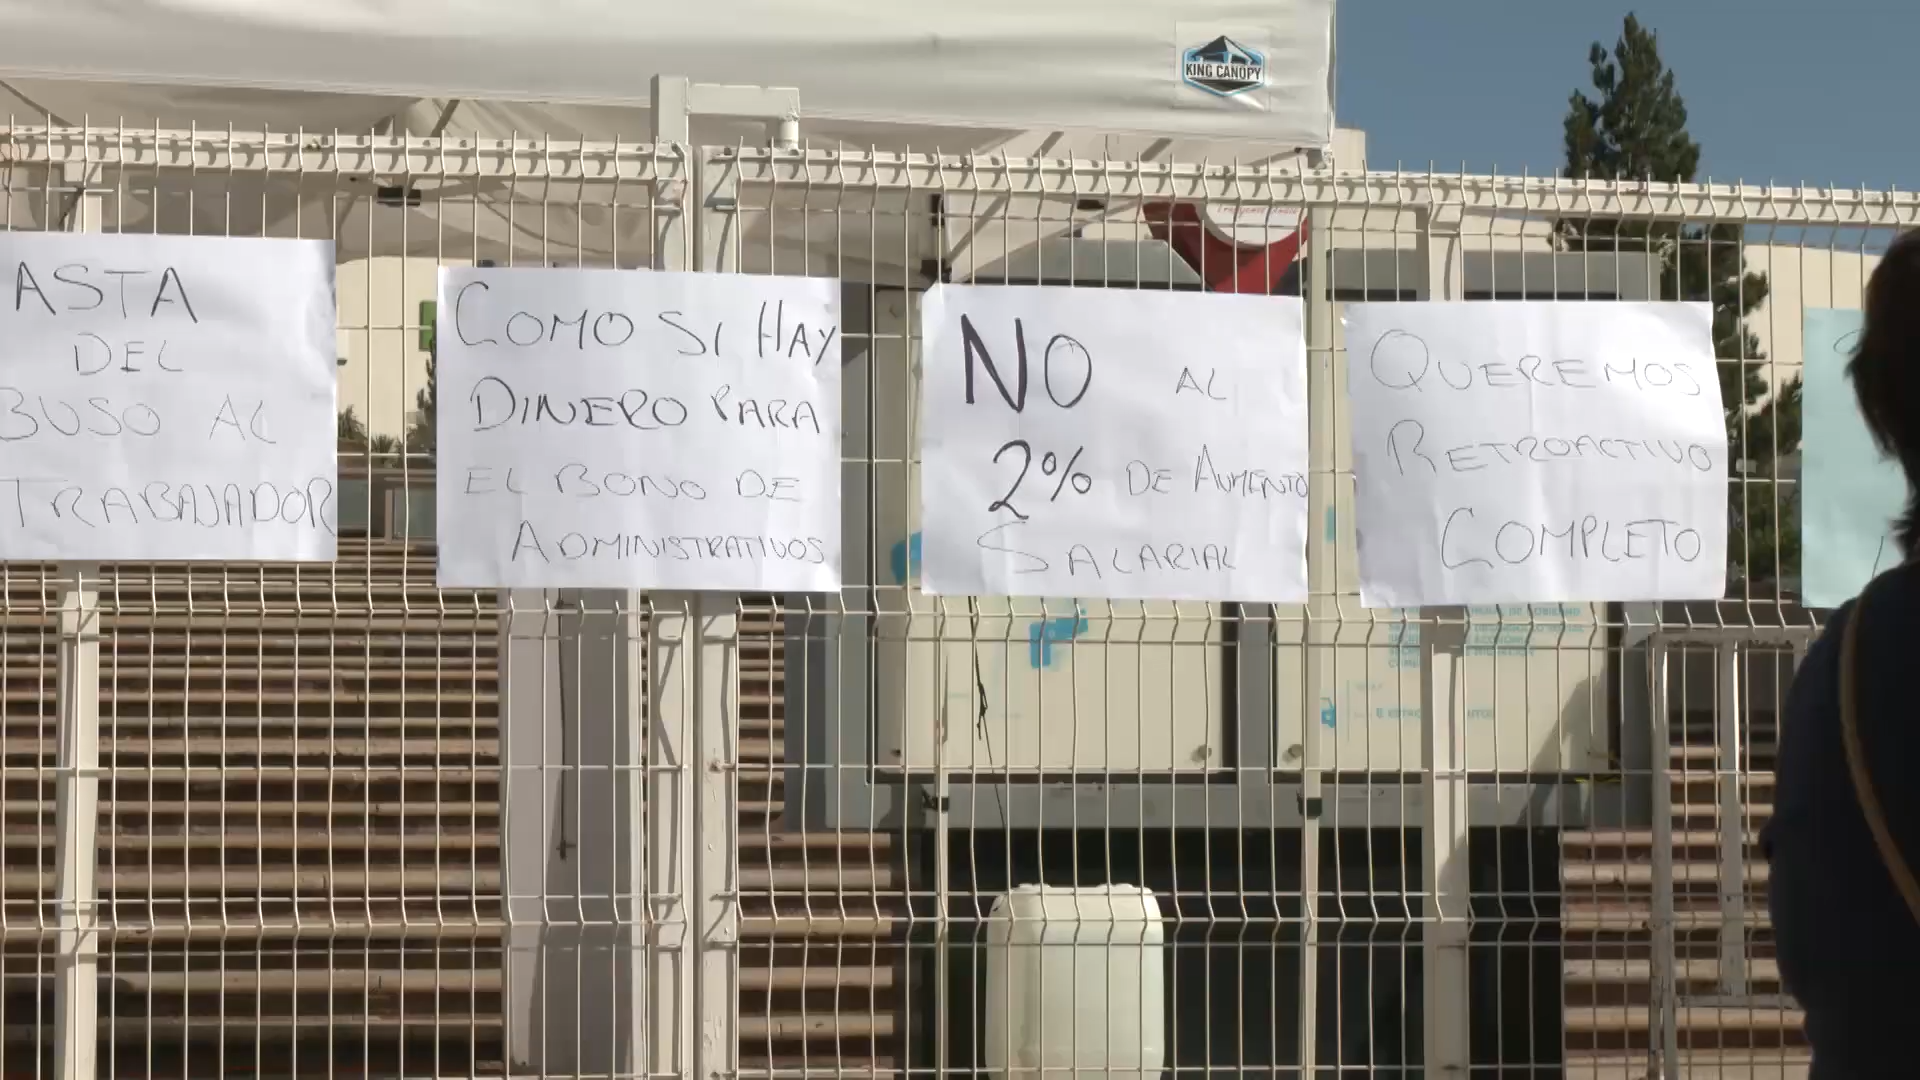 KING CANOPY
ASTA
DEL
BUSO AL
TRABAJADOR
COMO SI HAY
DINERO PARA
EL BONO DE
ADMINISTRATIVOS
NO AL
2% DE AUMENTO
SALARIAL
QUEREMOS
RETROACTIVO
COMPLETO